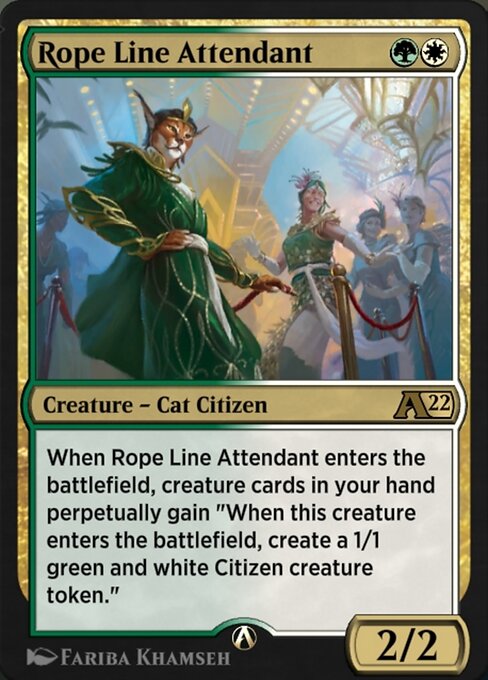 Rope Line Attendant
Creature – Cat Citizen
A22
When Rope Line Attendant enters the
battlefield, creature cards in your hand
perpetually gain "When this creature
enters the battlefield, create a 1/1
green and white Citizen creature
token."
2/2
Fariba Khamseh